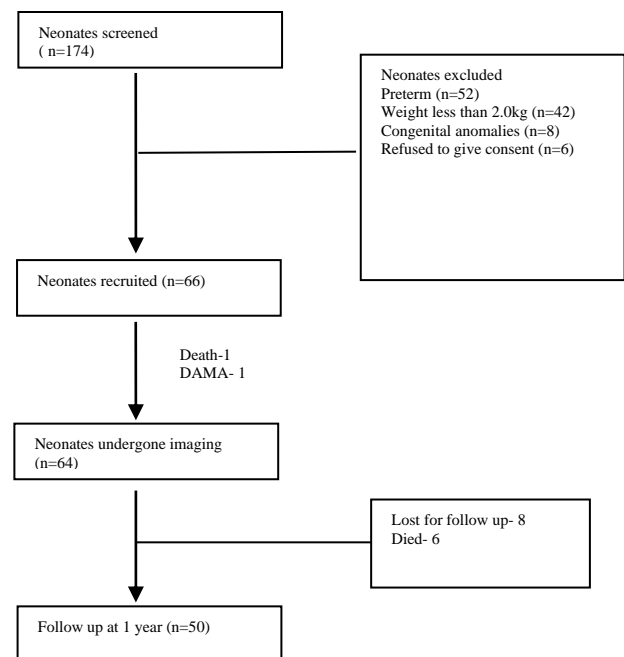 Neonates screened
( n=174)
Neonates excluded
Preterm (n=52)
Weight less than 2.0kg (n=42)
Congenital anomalies (n=8)
Refused to give consent (n=6)
Neonates recruited (n=66)
Death-1
DAMA- 1
Neonates undergone imaging
(n=64)
Lost for follow up- 8
Died- 6
Follow up at 1 year (n=50)